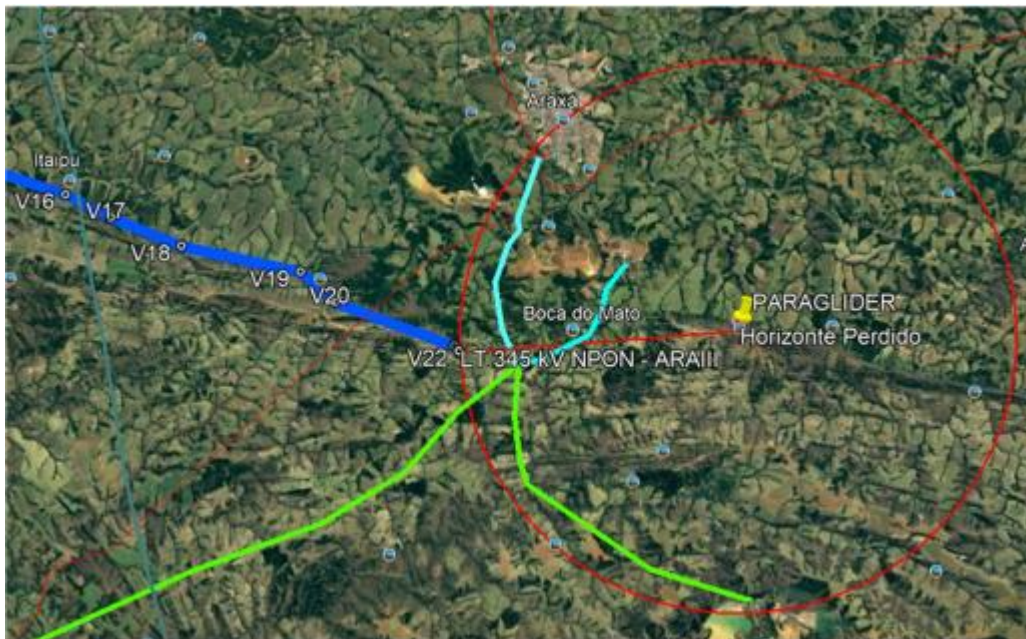 Araxá
Itaipu
V16
V17
V18
V19
V20
PARAGLIDER
Boca do Mato
Horizonte Perdido
V22 LT 345 kV NPON - ARAIII